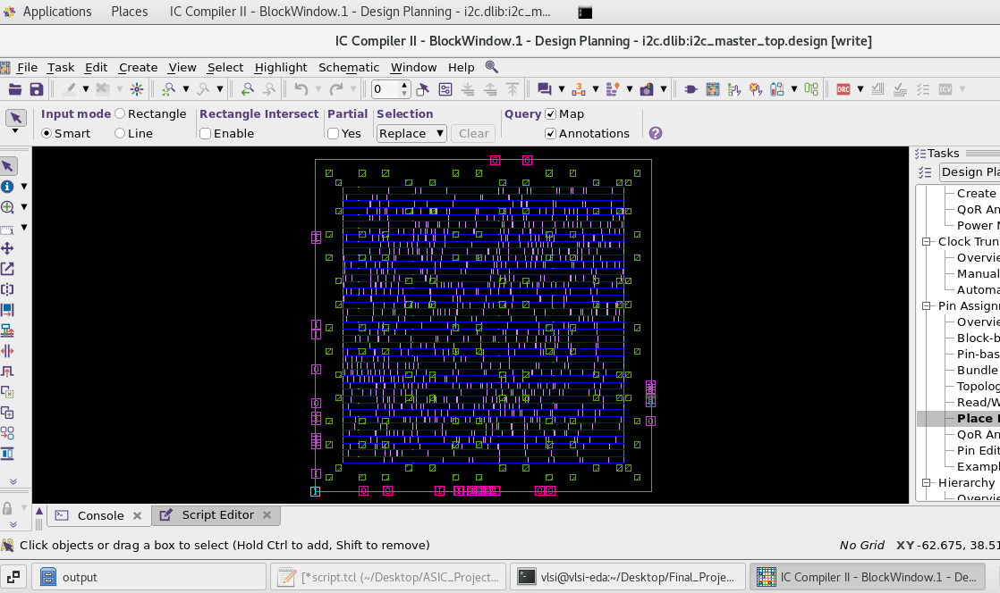 Applications Places IC Compiler II - BlockWindow.1 - Design Planning - i2c.dlib:i2c_m...
IC Compiler II - BlockWindow.1 - Design Planning - i2c.dlib:i2c_master_top.design [write]
File Task Edit Create View Select Highlight Schematic Window Help
0 DRC ICV
Input mode Rectangle Rectangle Intersect Partial Selection Query Map
Smart Line Enable Yes Replace Clear Annotations
Tasks
Design Pla
Create
QoR An
Power N
Clock Trun
Overvie
Manual
Automa
Pin Assign
Overvie
Block-b
Pin-bas
Bundle
Topolog
Read/W
Place
QoR An
Pin Edit
Exampl
Hierarchy
Overvie
Console Script Editor
Click objects or drag a box to select (Hold Ctrl to add, Shift to remove) No Grid XY -62.675, 38.51
output [*script.tcl (~/Desktop/ASIC_Project... vlsi@vlsi-eda:~/Desktop/Final_Proje... IC Compiler II - BlockWindow.1 - De...